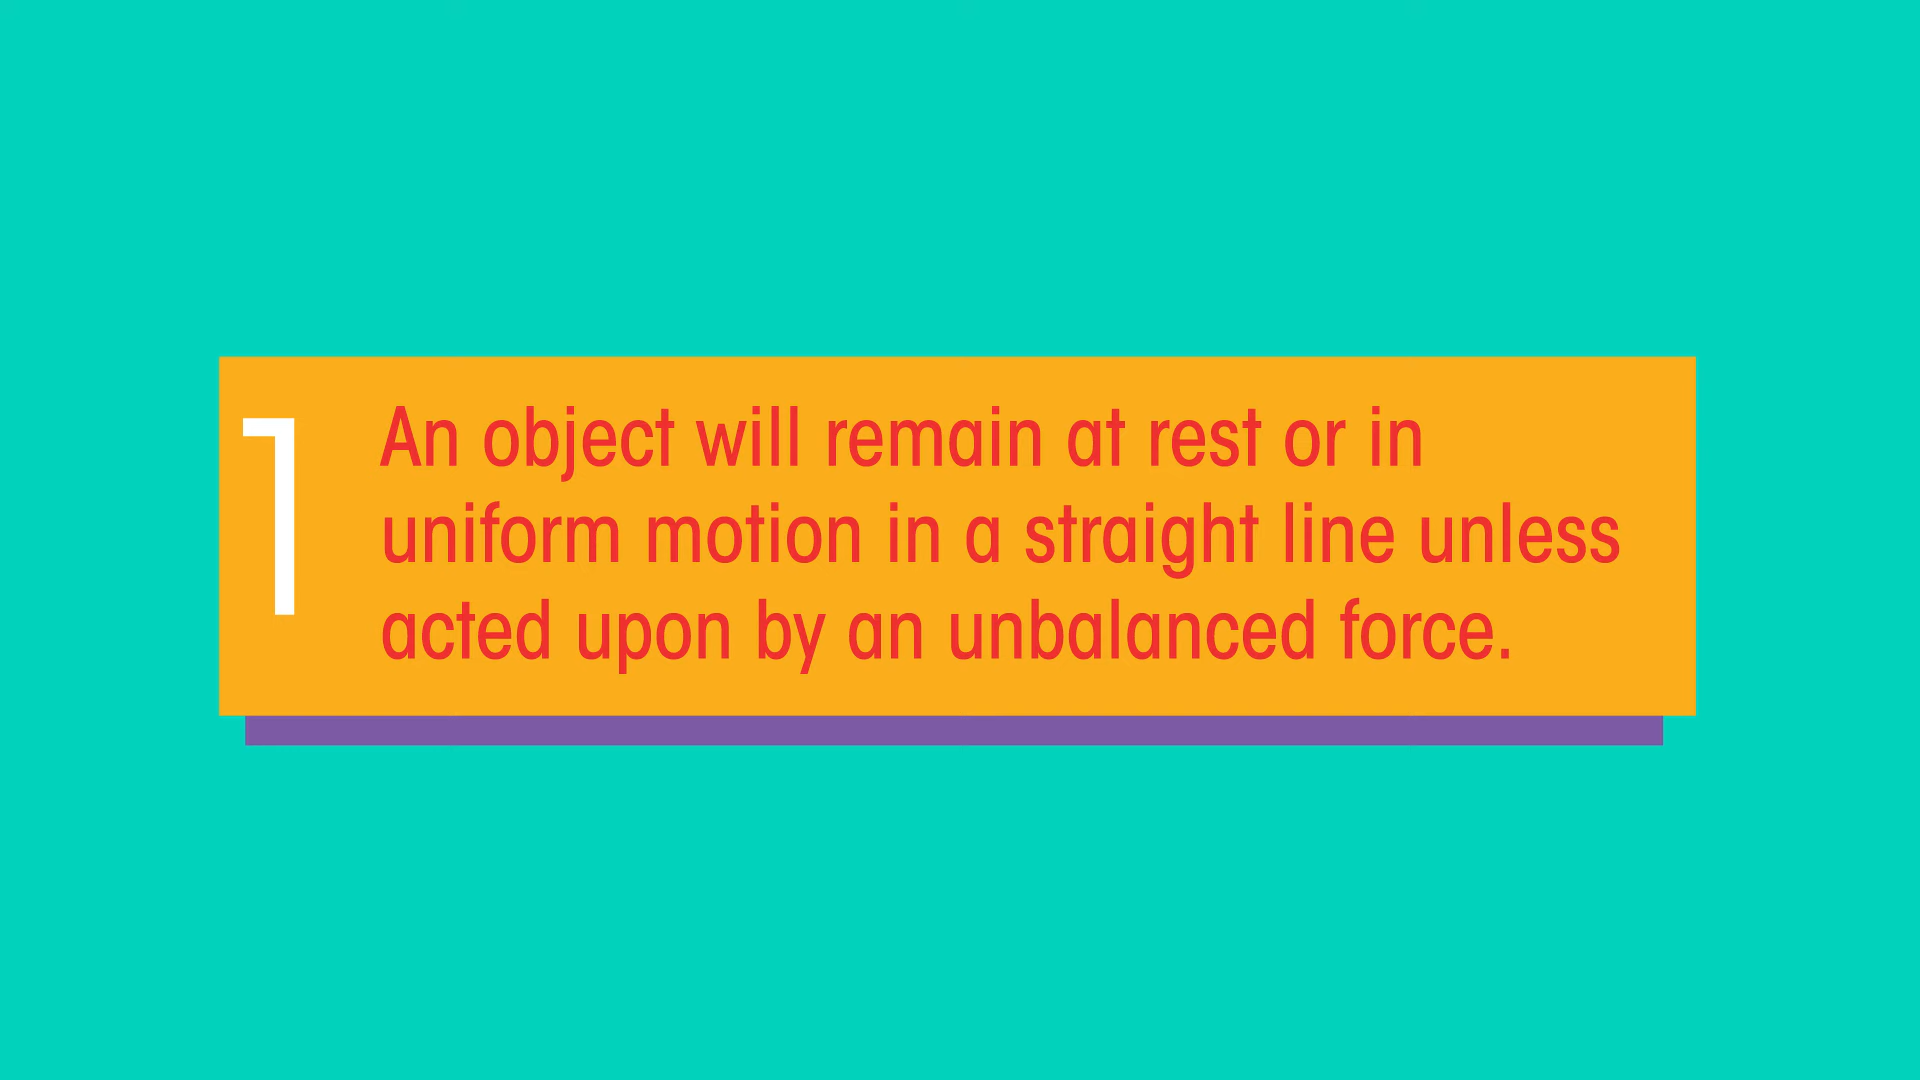 1
An object will remain at rest or in
uniform motion in a straight line unless
acted upon by an unbalanced force.